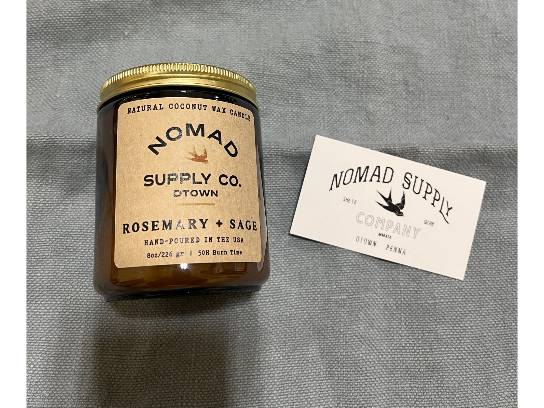 NATURAL COCONUT WAX CANDLE
NOMAD
SUPPLY CO.
DTOWN
ROSEMARY + SAGE
HAND-POURED IN THE USA
8oz/226 gr | 50H Burn Time
NOMAD SUPPLY
COMPANY
DTOWN PENNA